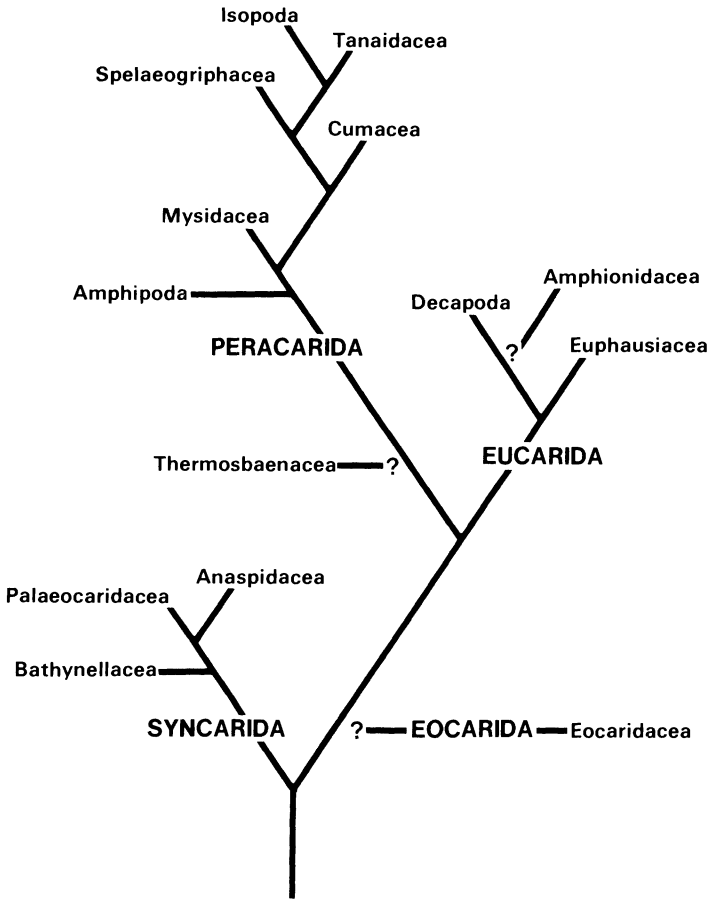 Isopoda
Tanaidacea
Spelaeogriphacea
Cumacea
Mysidacea
Amphipoda
Amphionidacea
Decapoda
?
Euphausiacea
PERACARIDA
EUCARIDA
Thermosbaenacea ?
Anaspidacea
Palaeocaridacea
Bathynellacea
SYNCARIDA
? EOCARIDA Eocaridacea